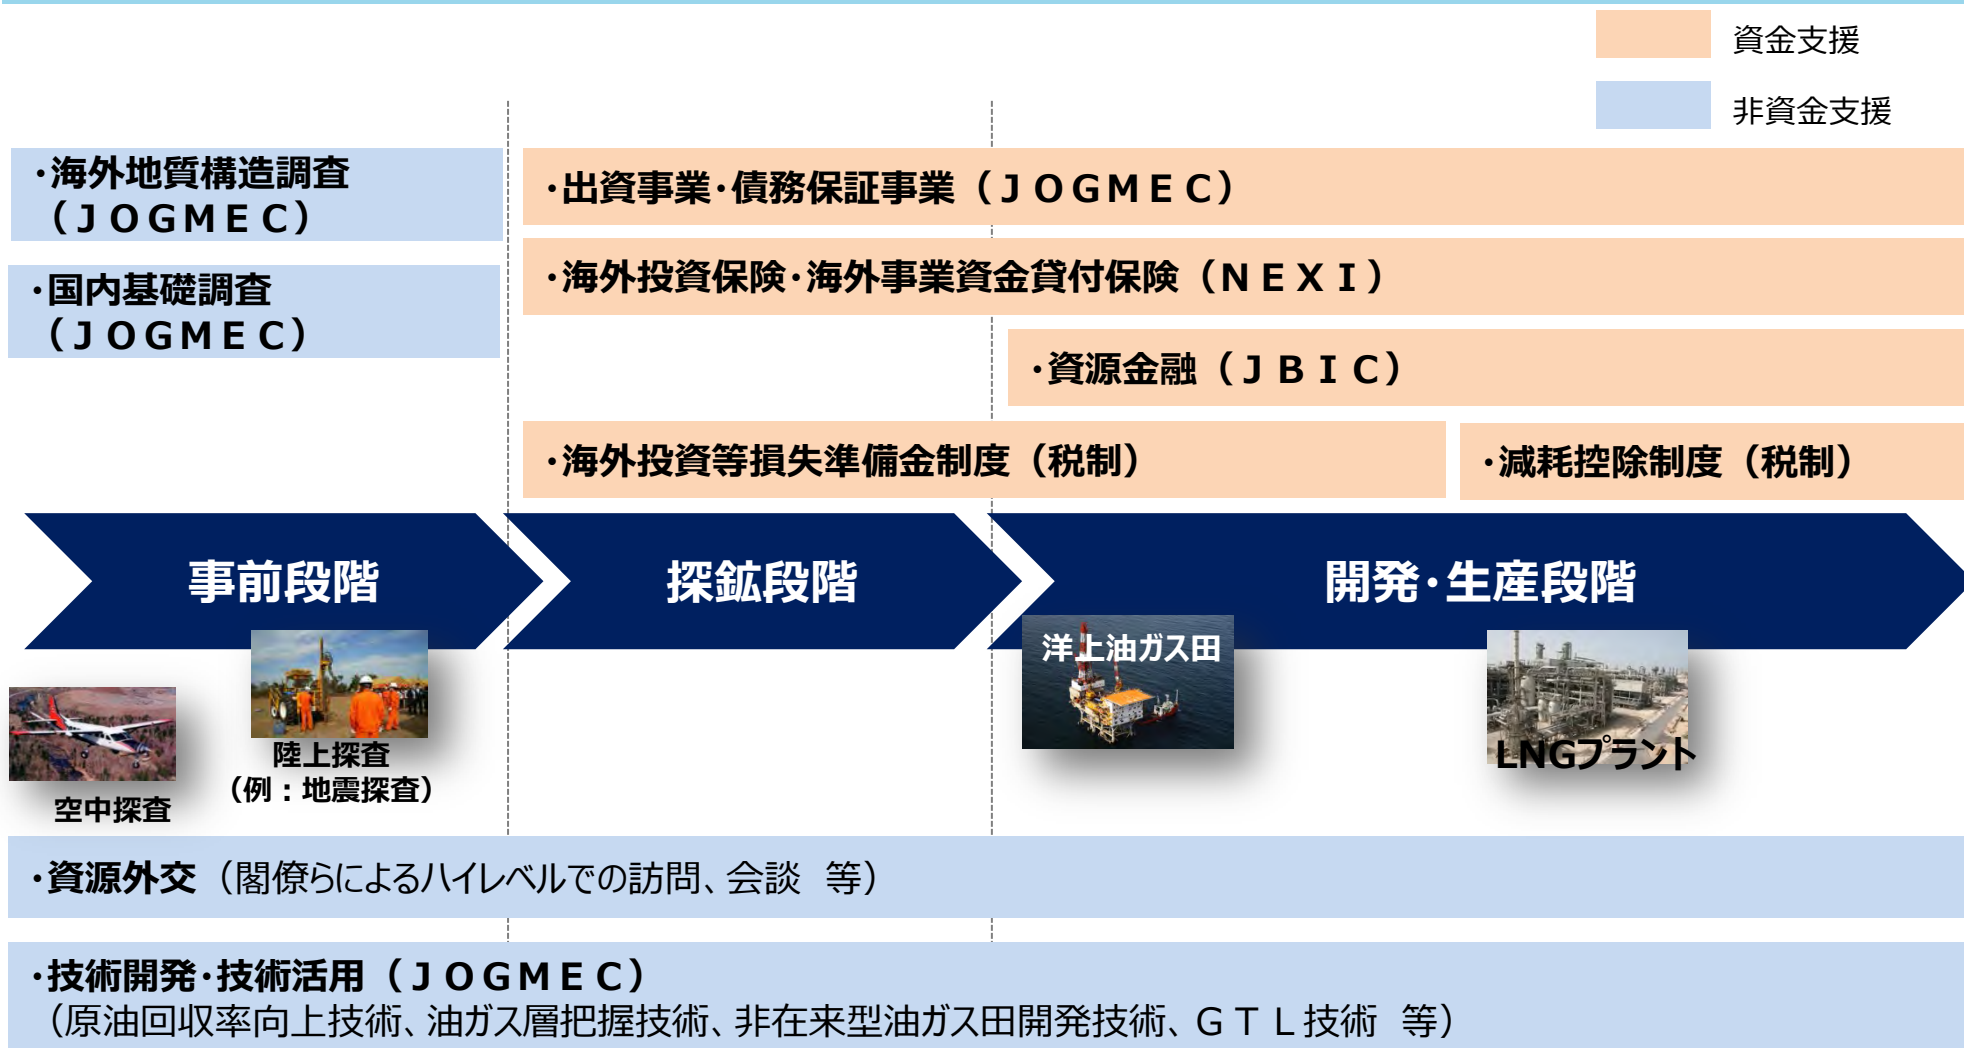 資金支援
非資金支援
・海外地質構造調査
（ＪＯＧＭＥＣ）
・国内基礎調査
（ＪＯＧＭＥＣ）
・出資事業・債務保証事業（ＪＯＧＭＥＣ）
・海外投資保険・海外事業資金貸付保険（ＮＥＸＩ）
・資源金融（ＪＢＩＣ）
・海外投資等損失準備金制度（税制）
・減耗控除制度（税制）
事前段階
探鉱段階
開発・生産段階
洋上油ガス田
LNGプラント
陸上探査
（例：地震探査）
空中探査
・資源外交（閣僚らによるハイレベルでの訪問、会談　等）
・技術開発・技術活用（ＪＯＧＭＥＣ）
（原油回収率向上技術、油ガス層把握技術、非在来型油ガス田開発技術、ＧＴＬ技術　等）